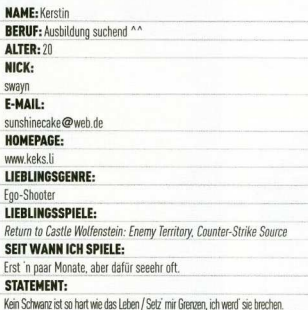 NAME: Kerstin
BERUF: Ausbildung suchend ^^
ALTER: 20
NICK:
swayn
E-MAIL:
sunshinecake@web.de
HOMEPAGE:
www.keks.li
LIEBLINGSGENRE:
Ego-Shooter
LIEBLINGSSPIELE:
Return to Castle Wolfenstein: Enemy Territory, Counter-Strike Source
SEIT WANN ICH SPIELE:
Erst ´n paar Monate, aber dafür seeehr oft.
STATEMENT:
Kein Schwanz ist so hart wie das Leben / Setz´ mir Grenzen, ich werd´ sie brechen.